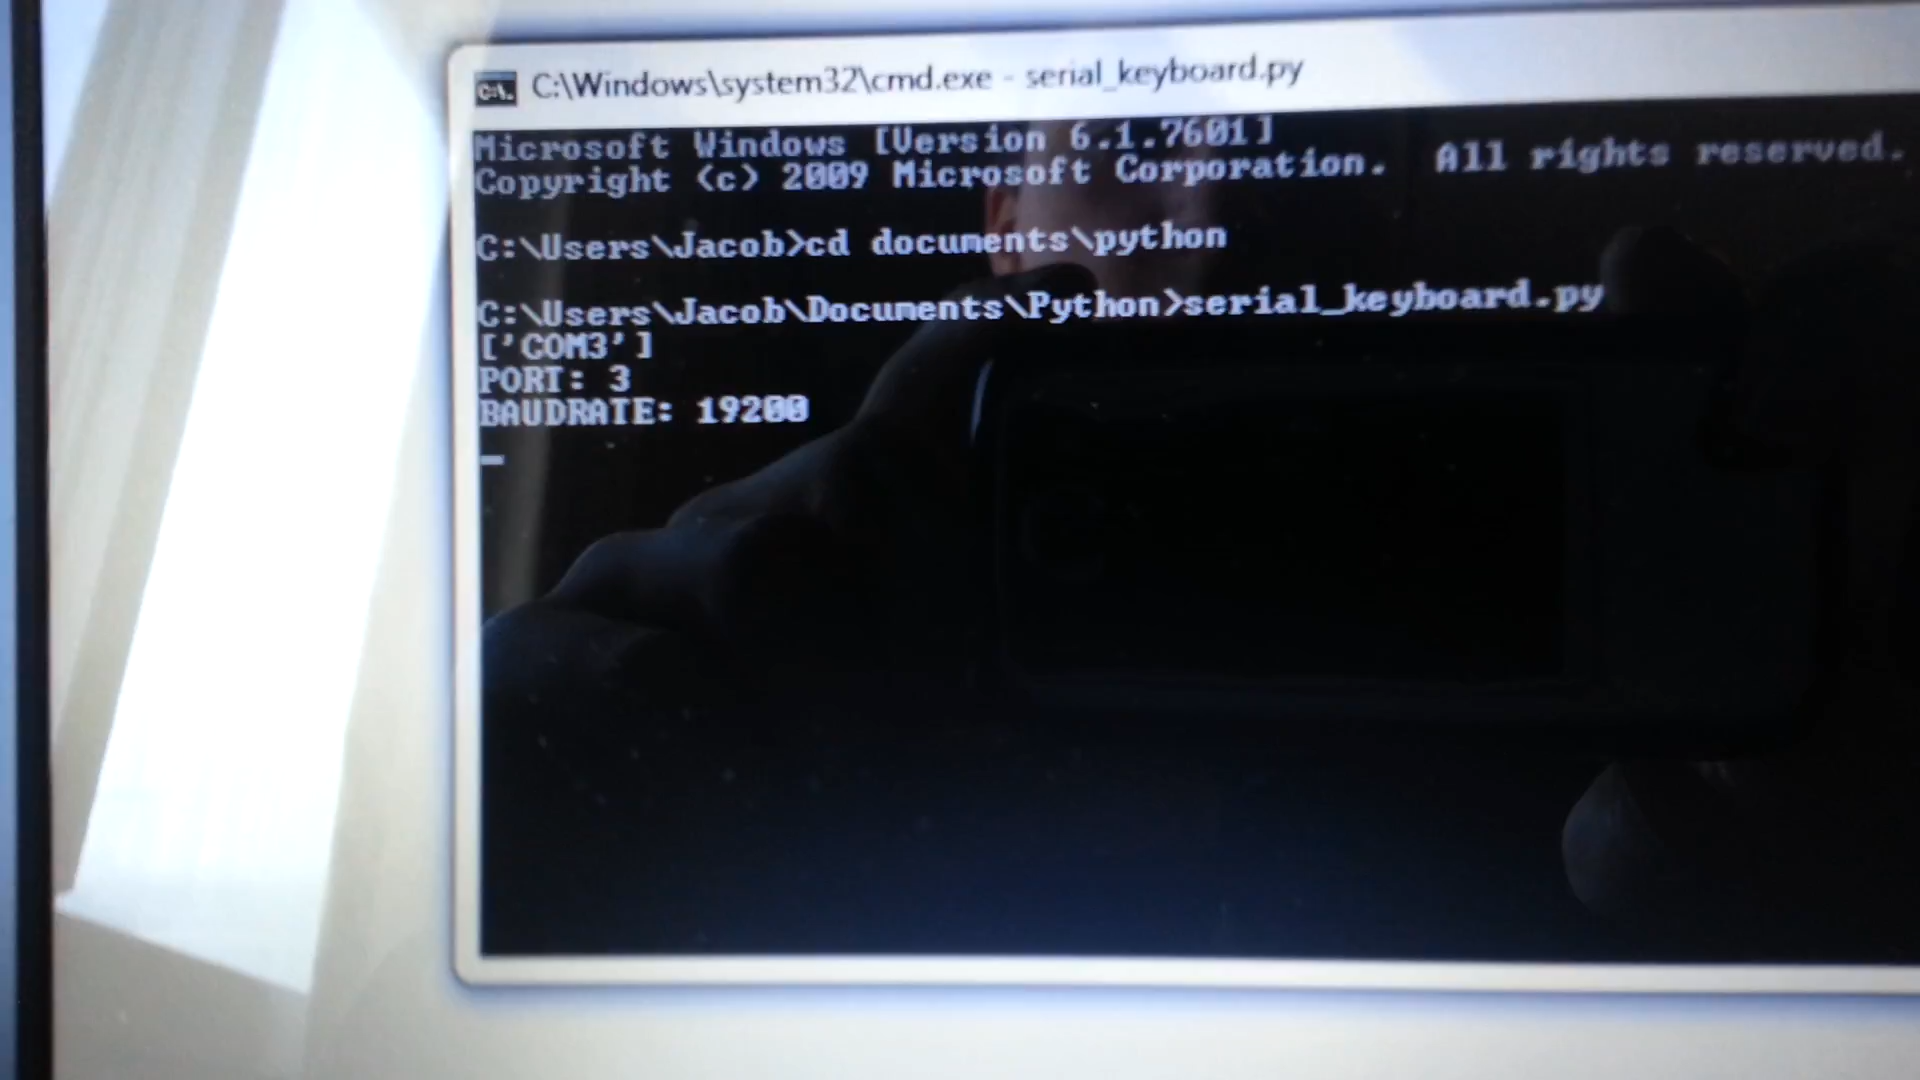 C:\Windows\system32\cmd.exe - serial_keyboard.py
Microsoft Windows [Version 6.1.7601]
Copyright (c) 2009 Microsoft Corporation.  All rights reserved.
C:\Users\Jacob>cd documents\python
C:\Users\Jacob\Documents\Python>serial_keyboard.py
['COM3']
PORT: 3
BAUDRATE: 19200